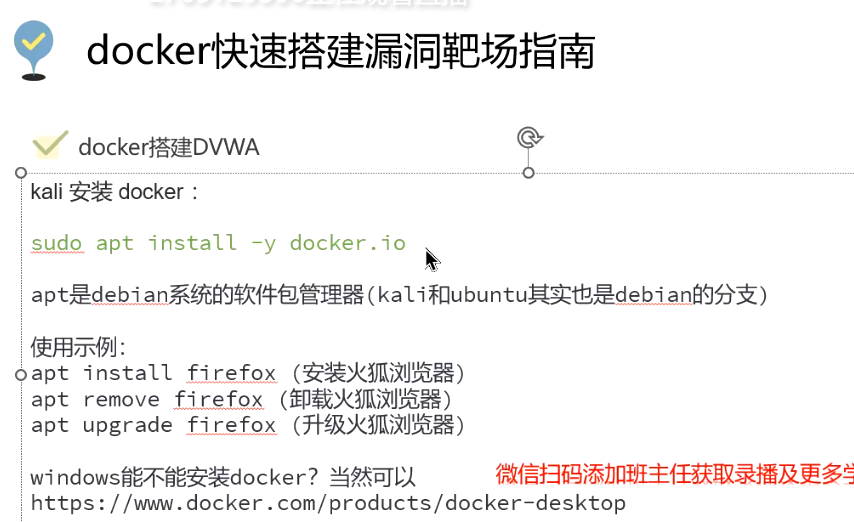 docker快速搭建漏洞靶场指南
docker搭建DVWA
kali 安装 docker :
sudo apt install -y docker.io
apt是debian系统的软件包管理器(kali和ubuntu其实也是debian的分支)
使用示例:
apt install firefox (安装火狐浏览器)
apt remove firefox (卸载火狐浏览器)
apt upgrade firefox (升级火狐浏览器)
windows能不能安装docker? 当然可以
微信扫码添加班主任获取录播及更多学
https://www.docker.com/products/docker-desktop